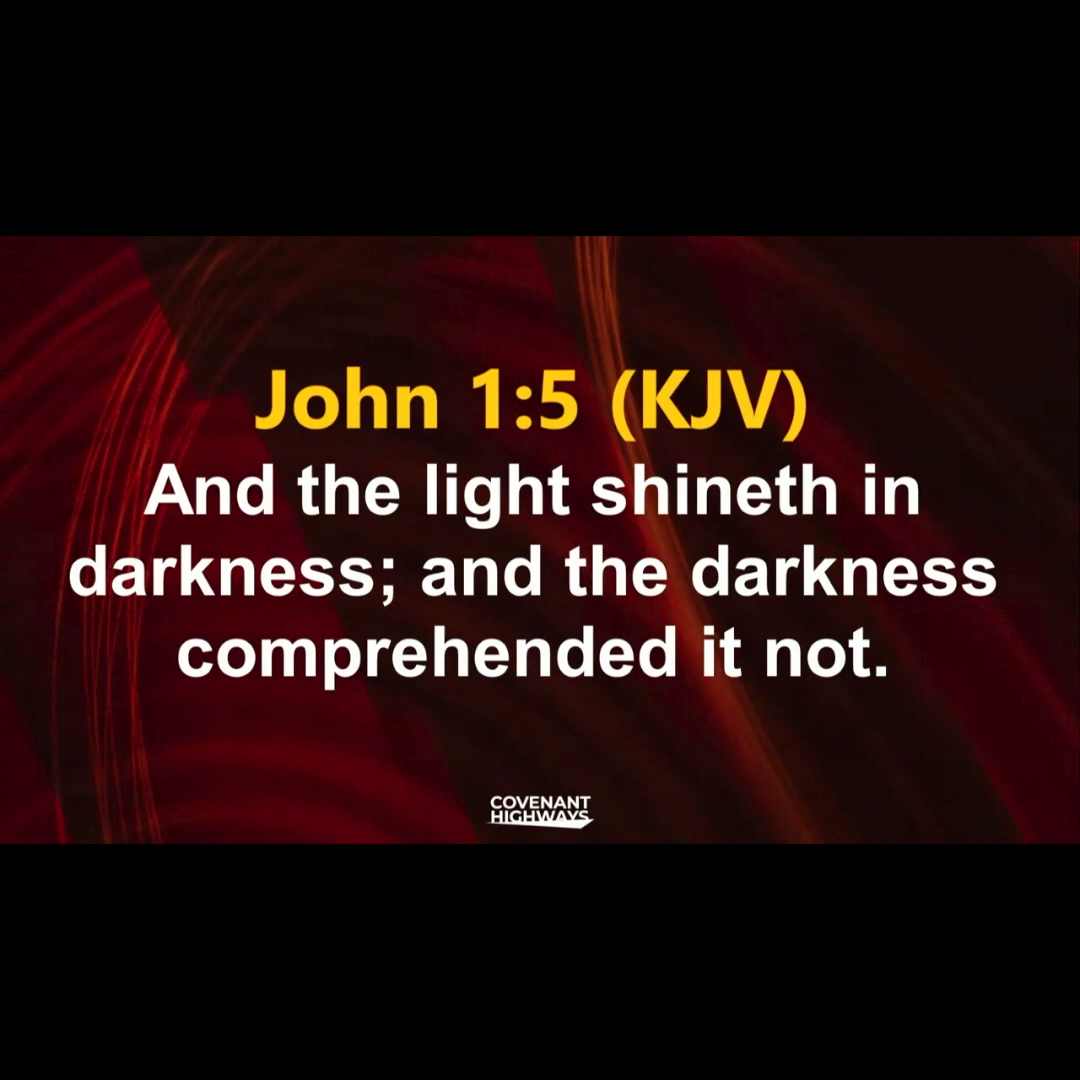 John 1:5 (KJV)
And the light shineth in
darkness; and the darkness
comprehended it not.
COVENANT
HIGHWAYS